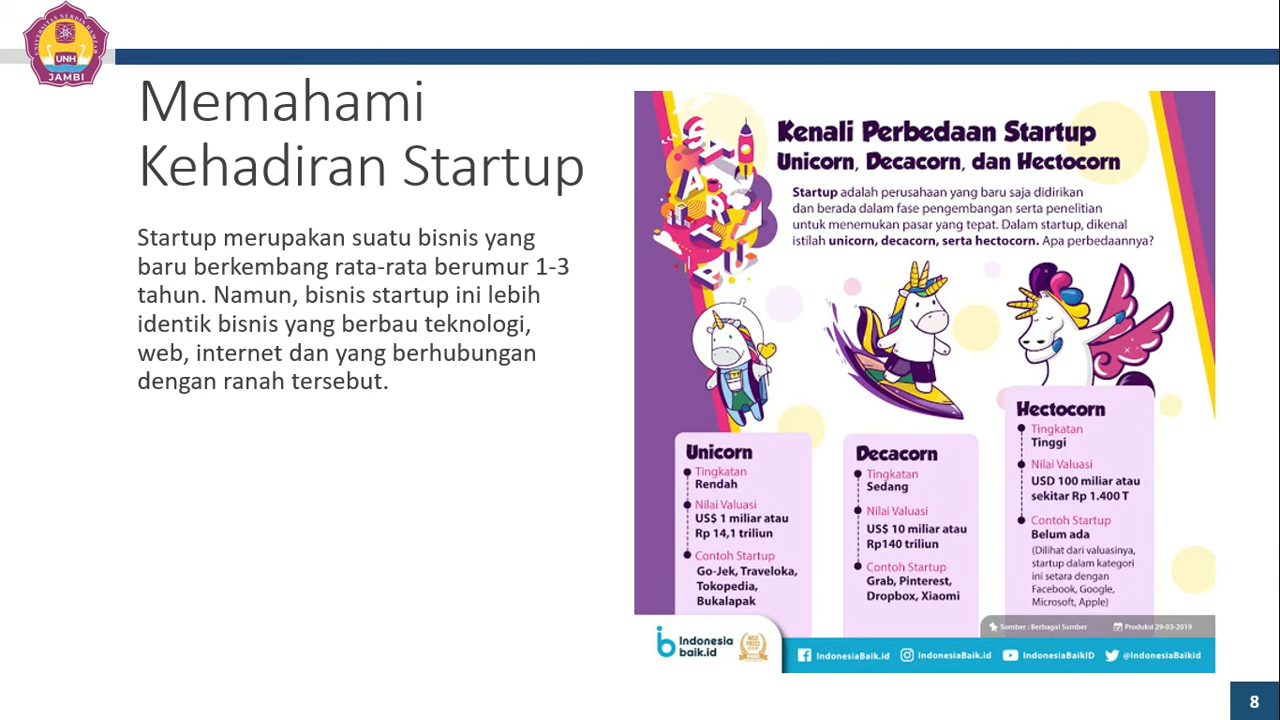 UNIVERSITAS NURDIN HAMZAH
UNH
JAMBI
Memahami
Kehadiran Startup
Startup merupakan suatu bisnis yang
baru berkembang rata-rata berumur 1-3
tahun. Namun, bisnis startup ini lebih
identik bisnis yang berbau teknologi,
web, internet dan yang berhubungan
dengan ranah tersebut.
STARTUP
Kenali Perbedaan Startup
Unicorn, Decacorn, dan Hectocorn
Startup adalah perusahaan yang baru saja didirikan
dan berada dalam fase pengembangan serta penelitian
untuk menemukan pasar yang tepat. Dalam startup, dikenal
istilah unicorn, decacorn, serta hectocorn. Apa perbedaannya?
Unicorn
Tingkatan
Rendah
Nilai Valuasi
US$ 1 miliar atau
Rp 14,1 triliun
Contoh Startup
Go-Jek, Traveloka,
Tokopedia,
Bukalapak
Decacorn
Tingkatan
Sedang
Nilai Valuasi
US$ 10 miliar atau
Rp140 triliun
Contoh Startup
Grab, Pinterest,
Dropbox, Xiaomi
Hectocorn
Tingkatan
Tinggi
Nilai Valuasi
USD 100 miliar atau
sekitar Rp 1.400 T
Contoh Startup
Belum ada
(Dilihat dari valuasinya,
startup dalam kategori
ini setara dengan
Facebook, Google,
Microsoft, Apple)
Sumber : Berbagai Sumber
Produksi 29-03-2019
Indonesia
baik.id
IndonesiaBaik.id
IndonesiaBaik.id
IndonesiaBaikID
@IndonesiaBaikid
8